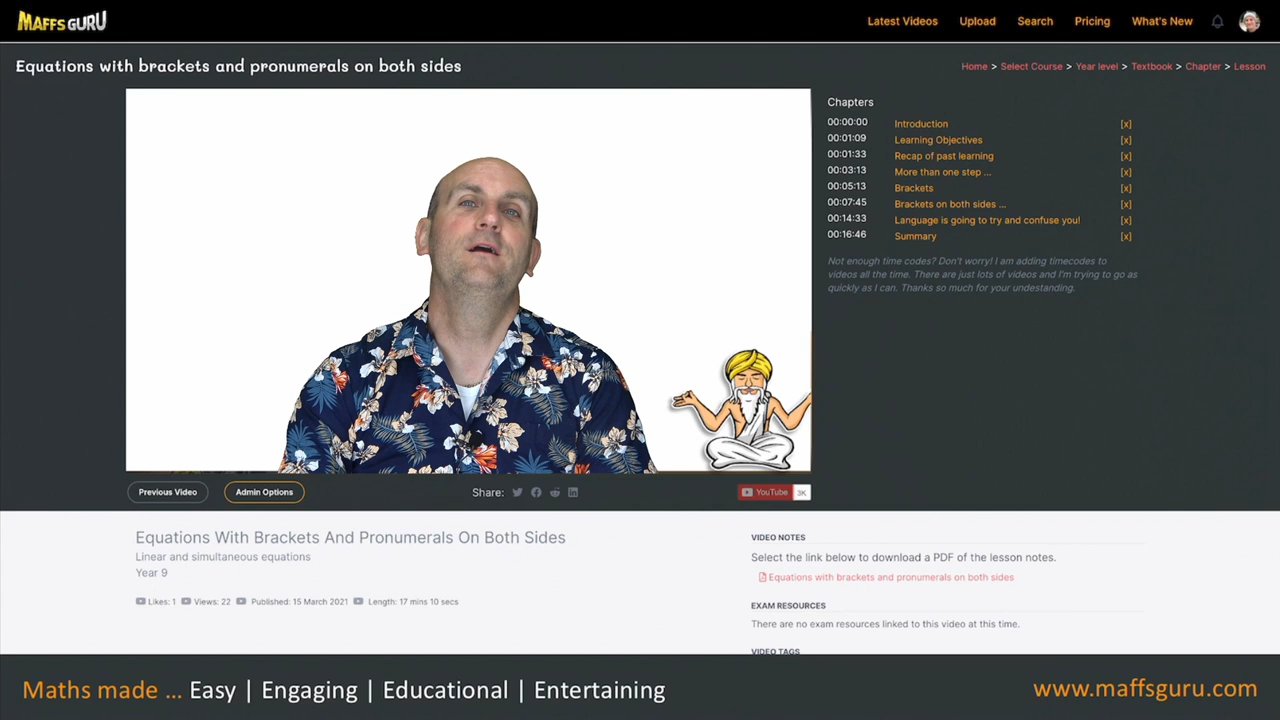 MAFFSGURU
Latest Videos
Upload
Search
Pricing
What's New
Equations with brackets and pronumerals on both sides
Home > Select Course > Year level > Textbook > Chapter > Lesson
Chapters
00:00:00 Introduction [x]
00:01:09 Learning Objectives [x]
00:01:33 Recap of past learning [x]
00:03:13 More than one step ... [x]
00:05:13 Brackets [x]
00:07:45 Brackets on both sides ... [x]
00:14:33 Language is going to try and confuse you! [x]
00:16:46 Summary [x]
Not enough time codes? Don't worry! I am adding timecodes to
videos all the time. There are just lots of videos and I'm trying to go as
quickly as I can. Thanks so much for your undestanding.
Previous Video
Admin Options
Share:
YouTube 3K
Equations With Brackets And Pronumerals On Both Sides
Linear and simultaneous equations
Year 9
Likes: 1 Views: 22 Published: 15 March 2021 Length: 17 mins 10 secs
VIDEO NOTES
Select the link below to download a PDF of the lesson notes.
Equations with brackets and pronumerals on both sides
EXAM RESOURCES
There are no exam resources linked to this video at this time.
VIDEO TAGS
Maths made ... Easy | Engaging | Educational | Entertaining
www.maffsguru.com